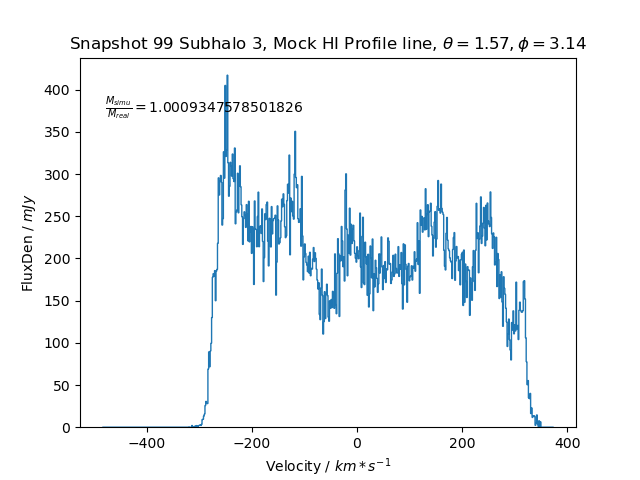 Snapshot 99 Subhalo 3, Mock HI Profile line, θ = 1.57, ϕ = 3.14
M_simu/M_real = 1.0009347578501826
FluxDen / mJy
400
350
300
250
200
150
100
50
0
−400 −200 0 200 400
Velocity / km * s⁻¹